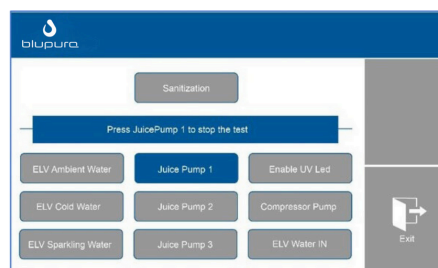 blupura
Sanitization
Press JuicePump 1 to stop the test
ELV Ambient Water
Juice Pump 1
Enable UV Led
ELV Cold Water
Juice Pump 2
Compressor Pump
ELV Sparkling Water
Juice Pump 3
ELV Water IN
Exit